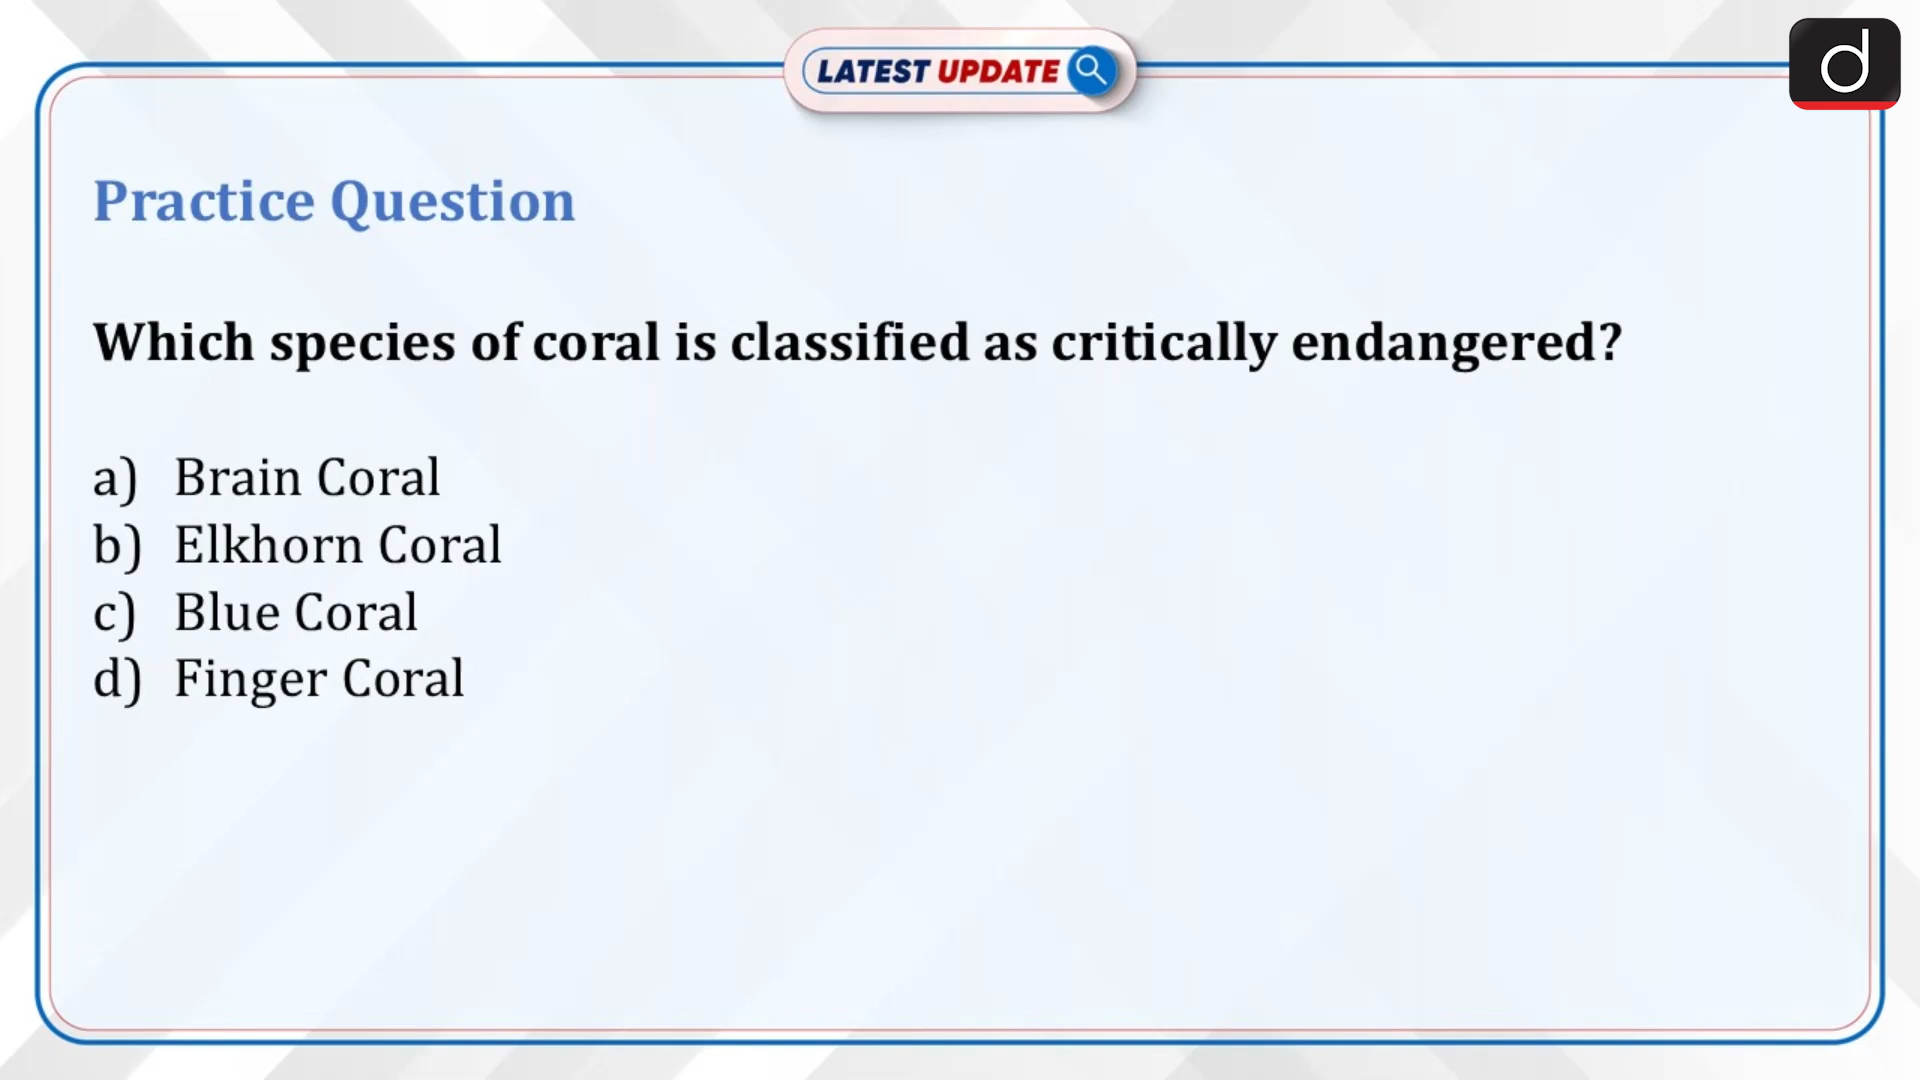 LATEST UPDATE
d
Practice Question
Which species of coral is classified as critically endangered?
a) Brain Coral
b) Elkhorn Coral
c) Blue Coral
d) Finger Coral